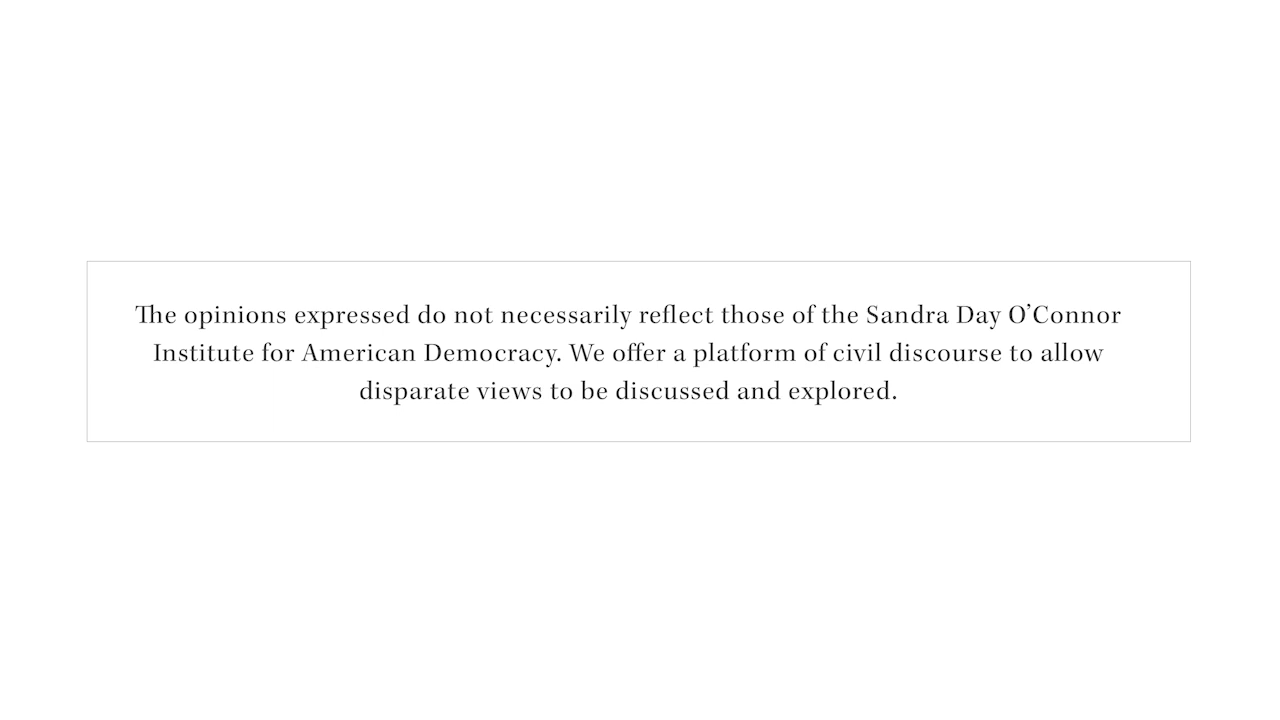 The opinions expressed do not necessarily reflect those of the Sandra Day O’Connor
Institute for American Democracy. We offer a platform of civil discourse to allow
disparate views to be discussed and explored.